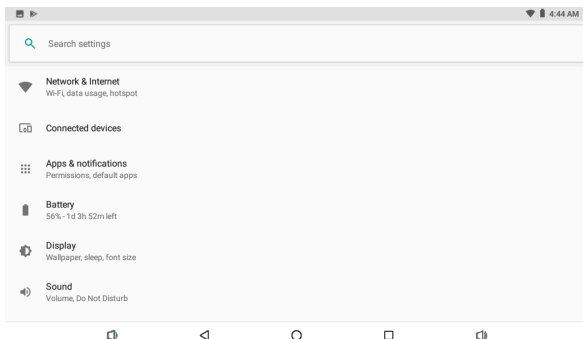 4:44 AM
Search settings
Network & Internet
Wi-Fi, data usage, hotspot
Connected devices
Apps & notifications
Permissions, default apps
Battery
56% - 1d 3h 52m left
Display
Wallpaper, sleep, font size
Sound
Volume, Do Not Disturb